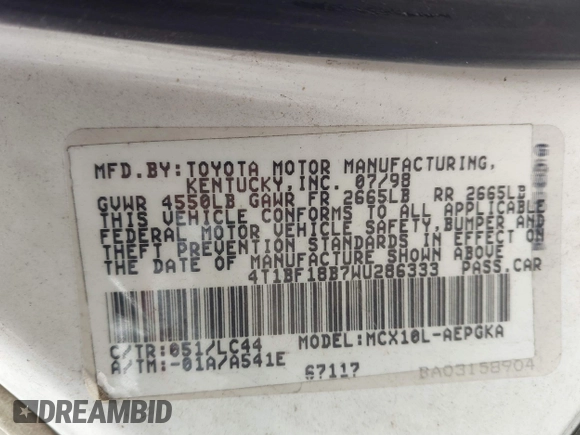 MFD.BY:TOYOTA MOTOR MANUFACTURING,
KENTUCKY,INC. 07/98
GVWR 4550LB GAWR FR 2665LB RR 2665LB
THIS VEHICLE CONFORMS TO ALL APPLICABLE
FEDERAL MOTOR VEHICLE SAFETY,BUMPER AND
THEFT PREVENTION STANDARDS IN EFFECT ON
THE DATE OF MANUFACTURE SHOWN ABOVE.
4T1BF18B7WU286333 PASS.CAR
C/TR:051/LC44 MODEL:MCX10L-AEPGKA
A/TM:-01A/A541E 67117 BA03158904
DREAMBID